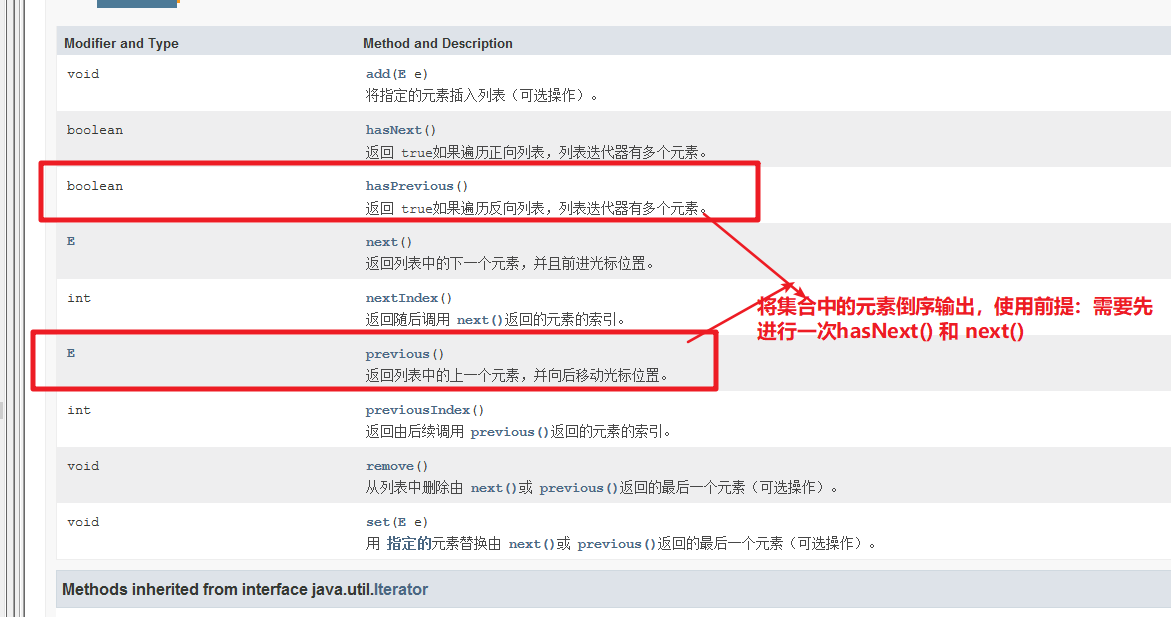 Modifier and Type Method and Description
void add(E e)
将指定的元素插入列表（可选操作）。
boolean hasNext()
返回 true如果遍历正向列表，列表迭代器有多个元素。
boolean hasPrevious()
返回 true如果遍历反向列表，列表迭代器有多个元素。
E next()
返回列表中的下一个元素，并且前进光标位置。
int nextIndex()
返回随后调用 next()返回的元素的索引。
将集合中的元素倒序输出，使用前提：需要先
进行一次hasNext() 和 next()
E previous()
返回列表中的上一个元素，并向后移动光标位置。
int previousIndex()
返回由后续调用 previous()返回的元素的索引。
void remove()
从列表中删除由 next()或 previous()返回的最后一个元素（可选操作）。
void set(E e)
用 指定的元素替换由 next()或 previous()返回的最后一个元素（可选操作）。
Methods inherited from interface java.util.Iterator